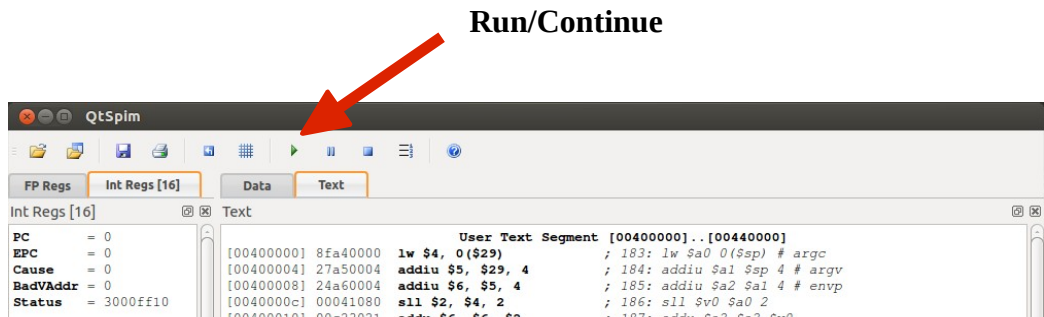 Run/Continue
QtSpim
FP Regs Int Regs [16] Data Text
Int Regs [16] Text
PC = 0 User Text Segment [00400000]..[00440000]
EPC = 0 [00400000] 8fa40000 lw $4, 0($29) ; 183: lw $a0 0($sp) # argc
Cause = 0 [00400004] 27a50004 addiu $5, $29, 4 ; 184: addiu $a1 $sp 4 # argv
BadVAddr = 0 [00400008] 24a60004 addiu $6, $5, 4 ; 185: addiu $a2 $a1 4 # envp
Status = 3000ff10 [0040000c] 00041080 sll $2, $4, 2 ; 186: sll $v0 $a0 2